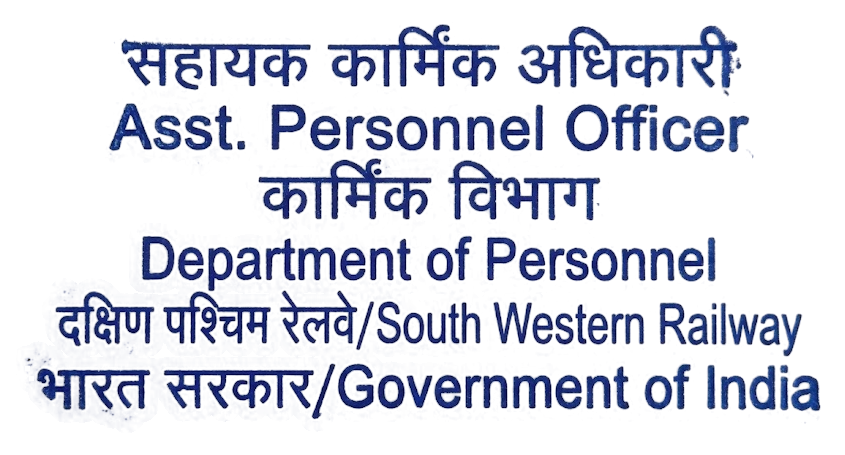 सहायक कार्मिक अधिकारी
Asst. Personnel Officer
कार्मिक विभाग
Department of Personnel
दक्षिण पश्चिम रेलवे/South Western Railway
भारत सरकार/Government of India